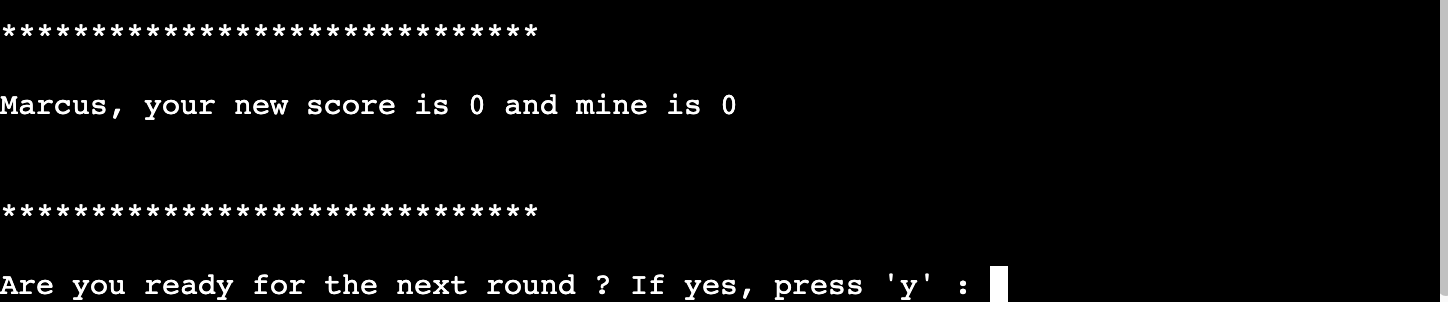 ******************************
Marcus, your new score is 0 and mine is 0
******************************
Are you ready for the next round ? If yes, press 'y' :